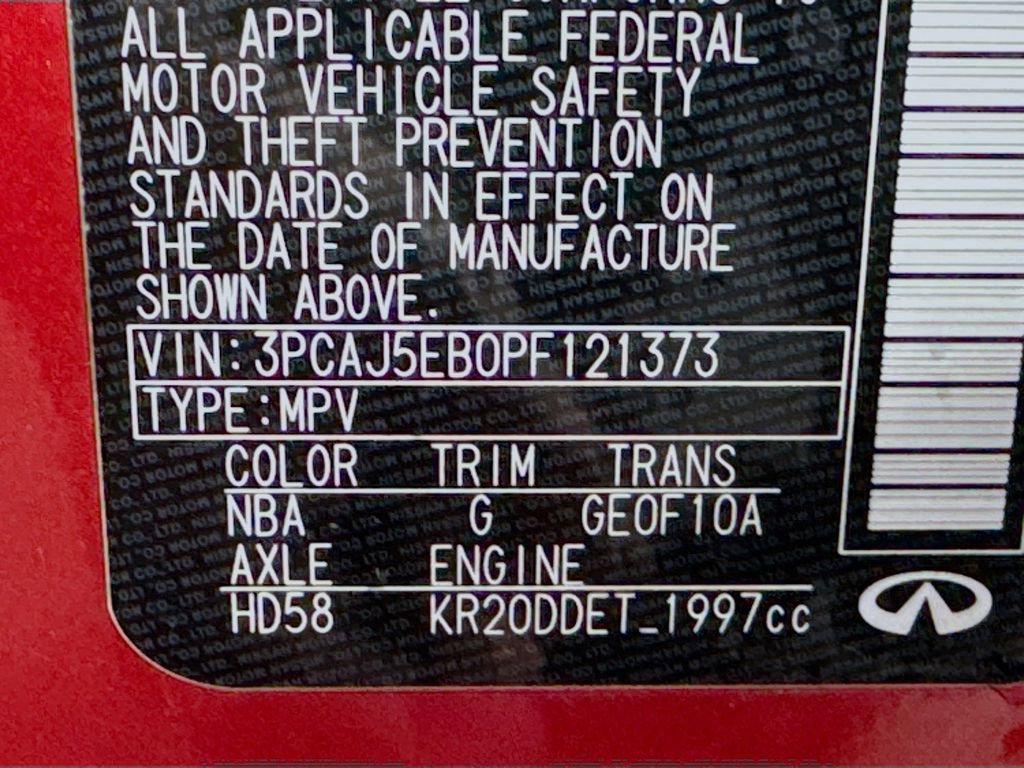 ALL APPLICABLE FEDERAL
MOTOR VEHICLE SAFETY
AND THEFT PREVENTION
STANDARDS IN EFFECT ON
THE DATE OF MANUFACTURE
SHOWN ABOVE.
VIN:3PCAJ5EB0PF121373
TYPE:MPV
COLOR TRIM TRANS
NBA G GE0F10A
AXLE ENGINE
HD58 KR20DDET_1997cc